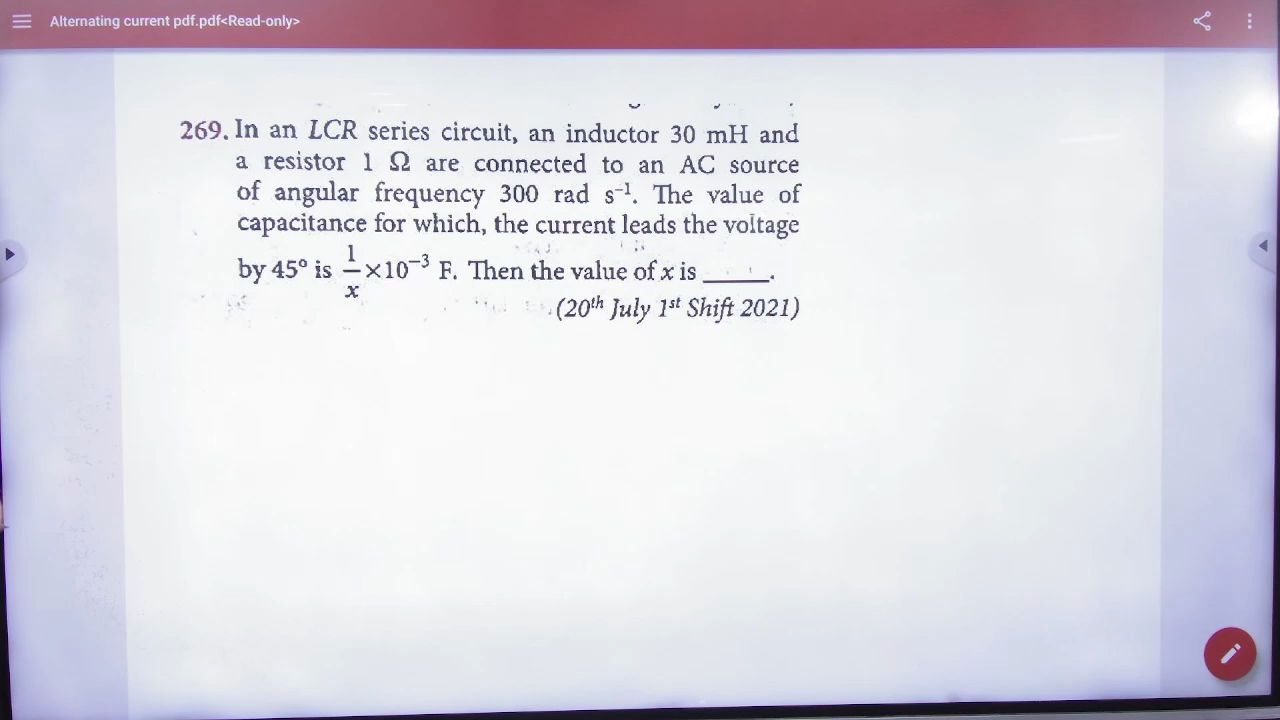 Alternating current pdf.pdf<Read-only>
269. In an LCR series circuit, an inductor 30 mH and
a resistor 1 Ω are connected to an AC source
of angular frequency 300 rad s⁻¹. The value of
capacitance for which, the current leads the voltage
by 45° is 1/x ×10⁻³ F. Then the value of x is ______.
(20th July 1st Shift 2021)